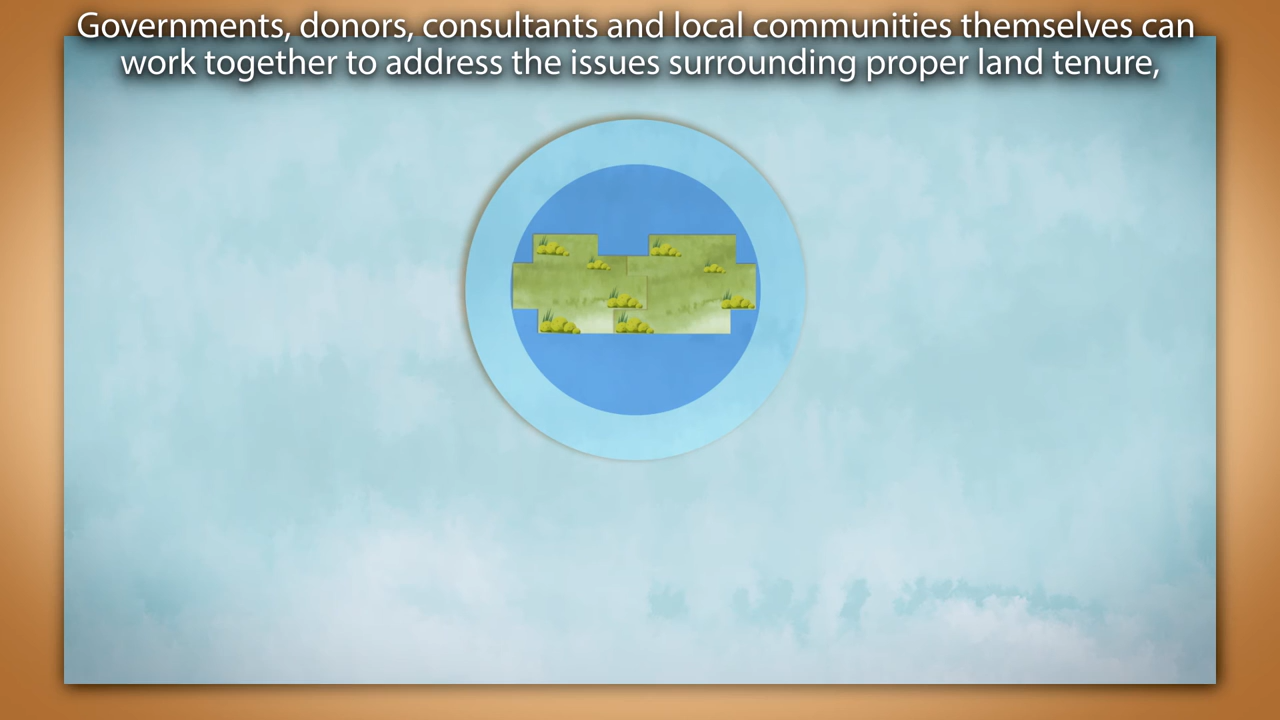 Governments, donors, consultants and local communities themselves can
work together to address the issues surrounding proper land tenure,